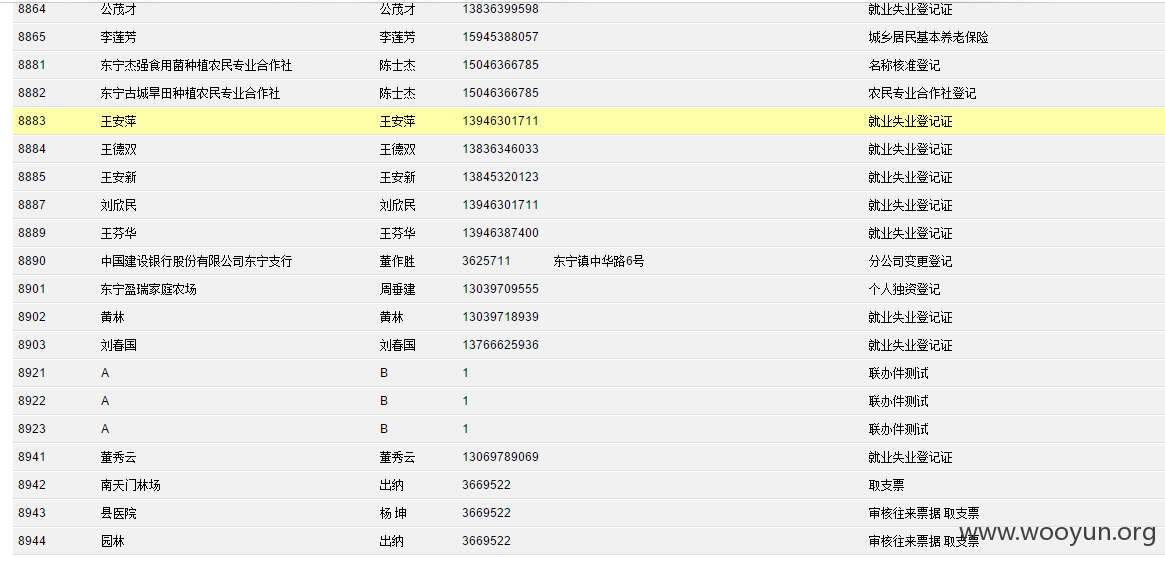 8864 公茂才 公茂才 13836399598 就业失业登记证
8865 李莲芳 李莲芳 15945388057 城乡居民基本养老保险
8881 东宁杰强食用菌种植农民专业合作社 陈士杰 15046366785 名称核准登记
8882 东宁古城旱田种植农民专业合作社 陈士杰 15046366785 农民专业合作社登记
8883 王安萍 王安萍 13946301711 就业失业登记证
8884 王德双 王德双 13836346033 就业失业登记证
8885 王安新 王安新 13845320123 就业失业登记证
8887 刘欣民 刘欣民 13946301711 就业失业登记证
8889 王芬华 王芬华 13946387400 就业失业登记证
8890 中国建设银行股份有限公司东宁支行 董作胜 3625711 东宁镇中华路6号 分公司变更登记
8901 东宁盈瑞家庭农场 周垂建 13039709555 个人独资登记
8902 黄林 黄林 13039718939 就业失业登记证
8903 刘春国 刘春国 13766625936 就业失业登记证
8921 A B 1 联办件测试
8922 A B 1 联办件测试
8923 A B 1 联办件测试
8941 董秀云 董秀云 13069789069 就业失业登记证
8942 南天门林场 出纳 3669522 取支票
8943 县医院 杨 坤 3669522 审核往来票据 取支票
8944 园林 出纳 3669522 审核往来票据 取支票
www.wooyun.org